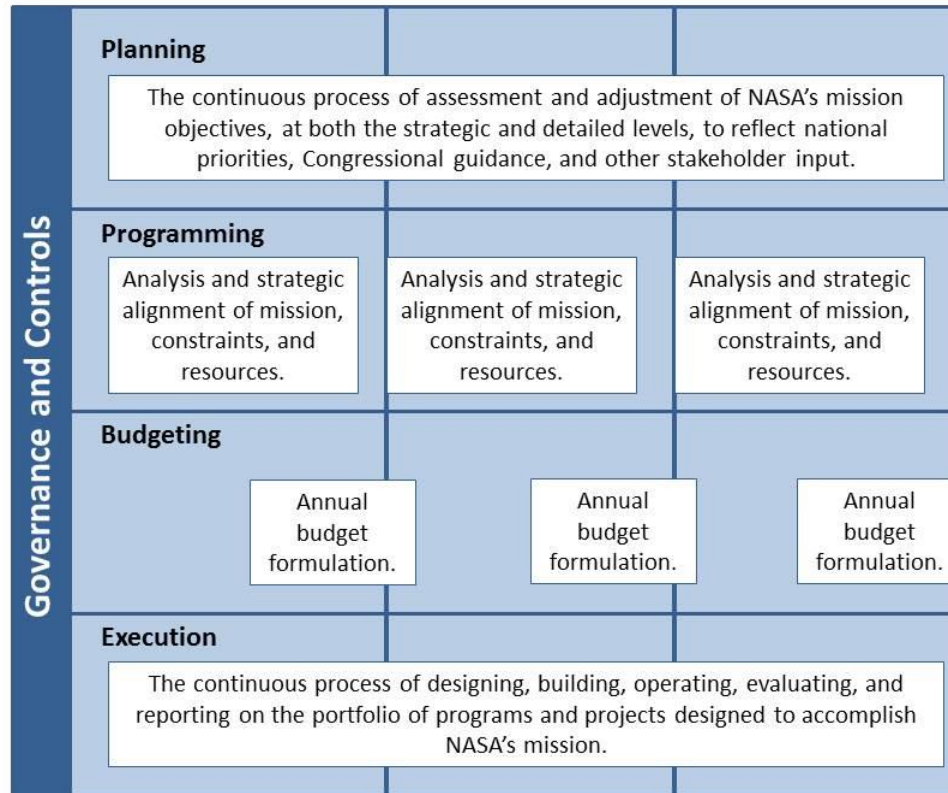 Governance and Controls
Planning
The continuous process of assessment and adjustment of NASA’s mission
objectives, at both the strategic and detailed levels, to reflect national
priorities, Congressional guidance, and other stakeholder input.
Programming
Analysis and strategic
alignment of mission,
constraints, and
resources.
Analysis and strategic
alignment of mission,
constraints, and
resources.
Analysis and strategic
alignment of mission,
constraints, and
resources.
Budgeting
Annual
budget
formulation.
Annual
budget
formulation.
Annual
budget
formulation.
Execution
The continuous process of designing, building, operating, evaluating, and
reporting on the portfolio of programs and projects designed to accomplish
NASA’s mission.